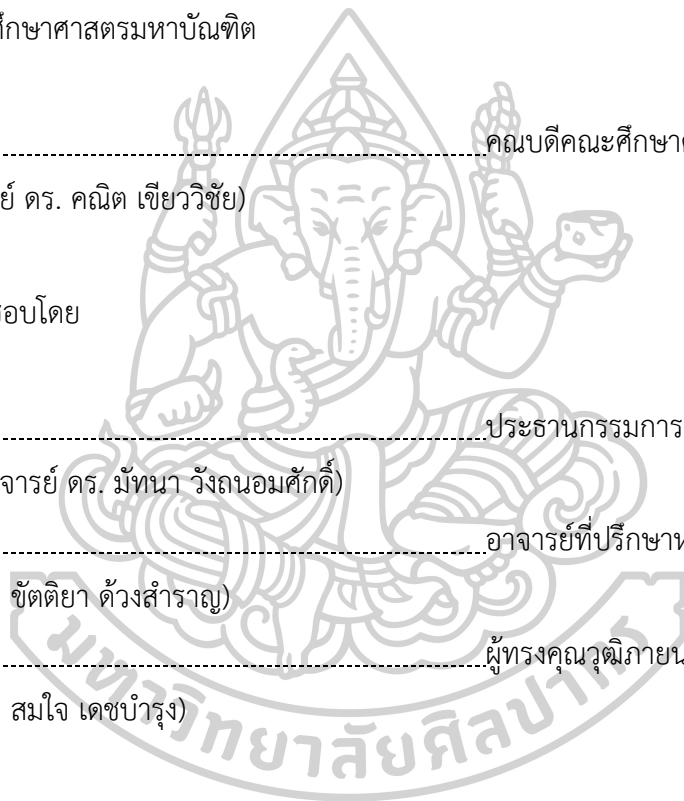 ศึกษาศาสตรมหาบัณฑิต
คณบดีคณะศึกษา
ย์ ดร. คณิต เขียววิชัย)
อบโดย
ประธานกรรมการ
จารย์ ดร. มัทนา วังถนอมศักดิ์)
อาจารย์ที่ปรึกษา
ขัตติยา ด้วงสำราญ)
ผู้ทรงคุณวุฒิภายน
สมใจ เดชบำรุง)
มหาวิทยาลัยศิลปากร